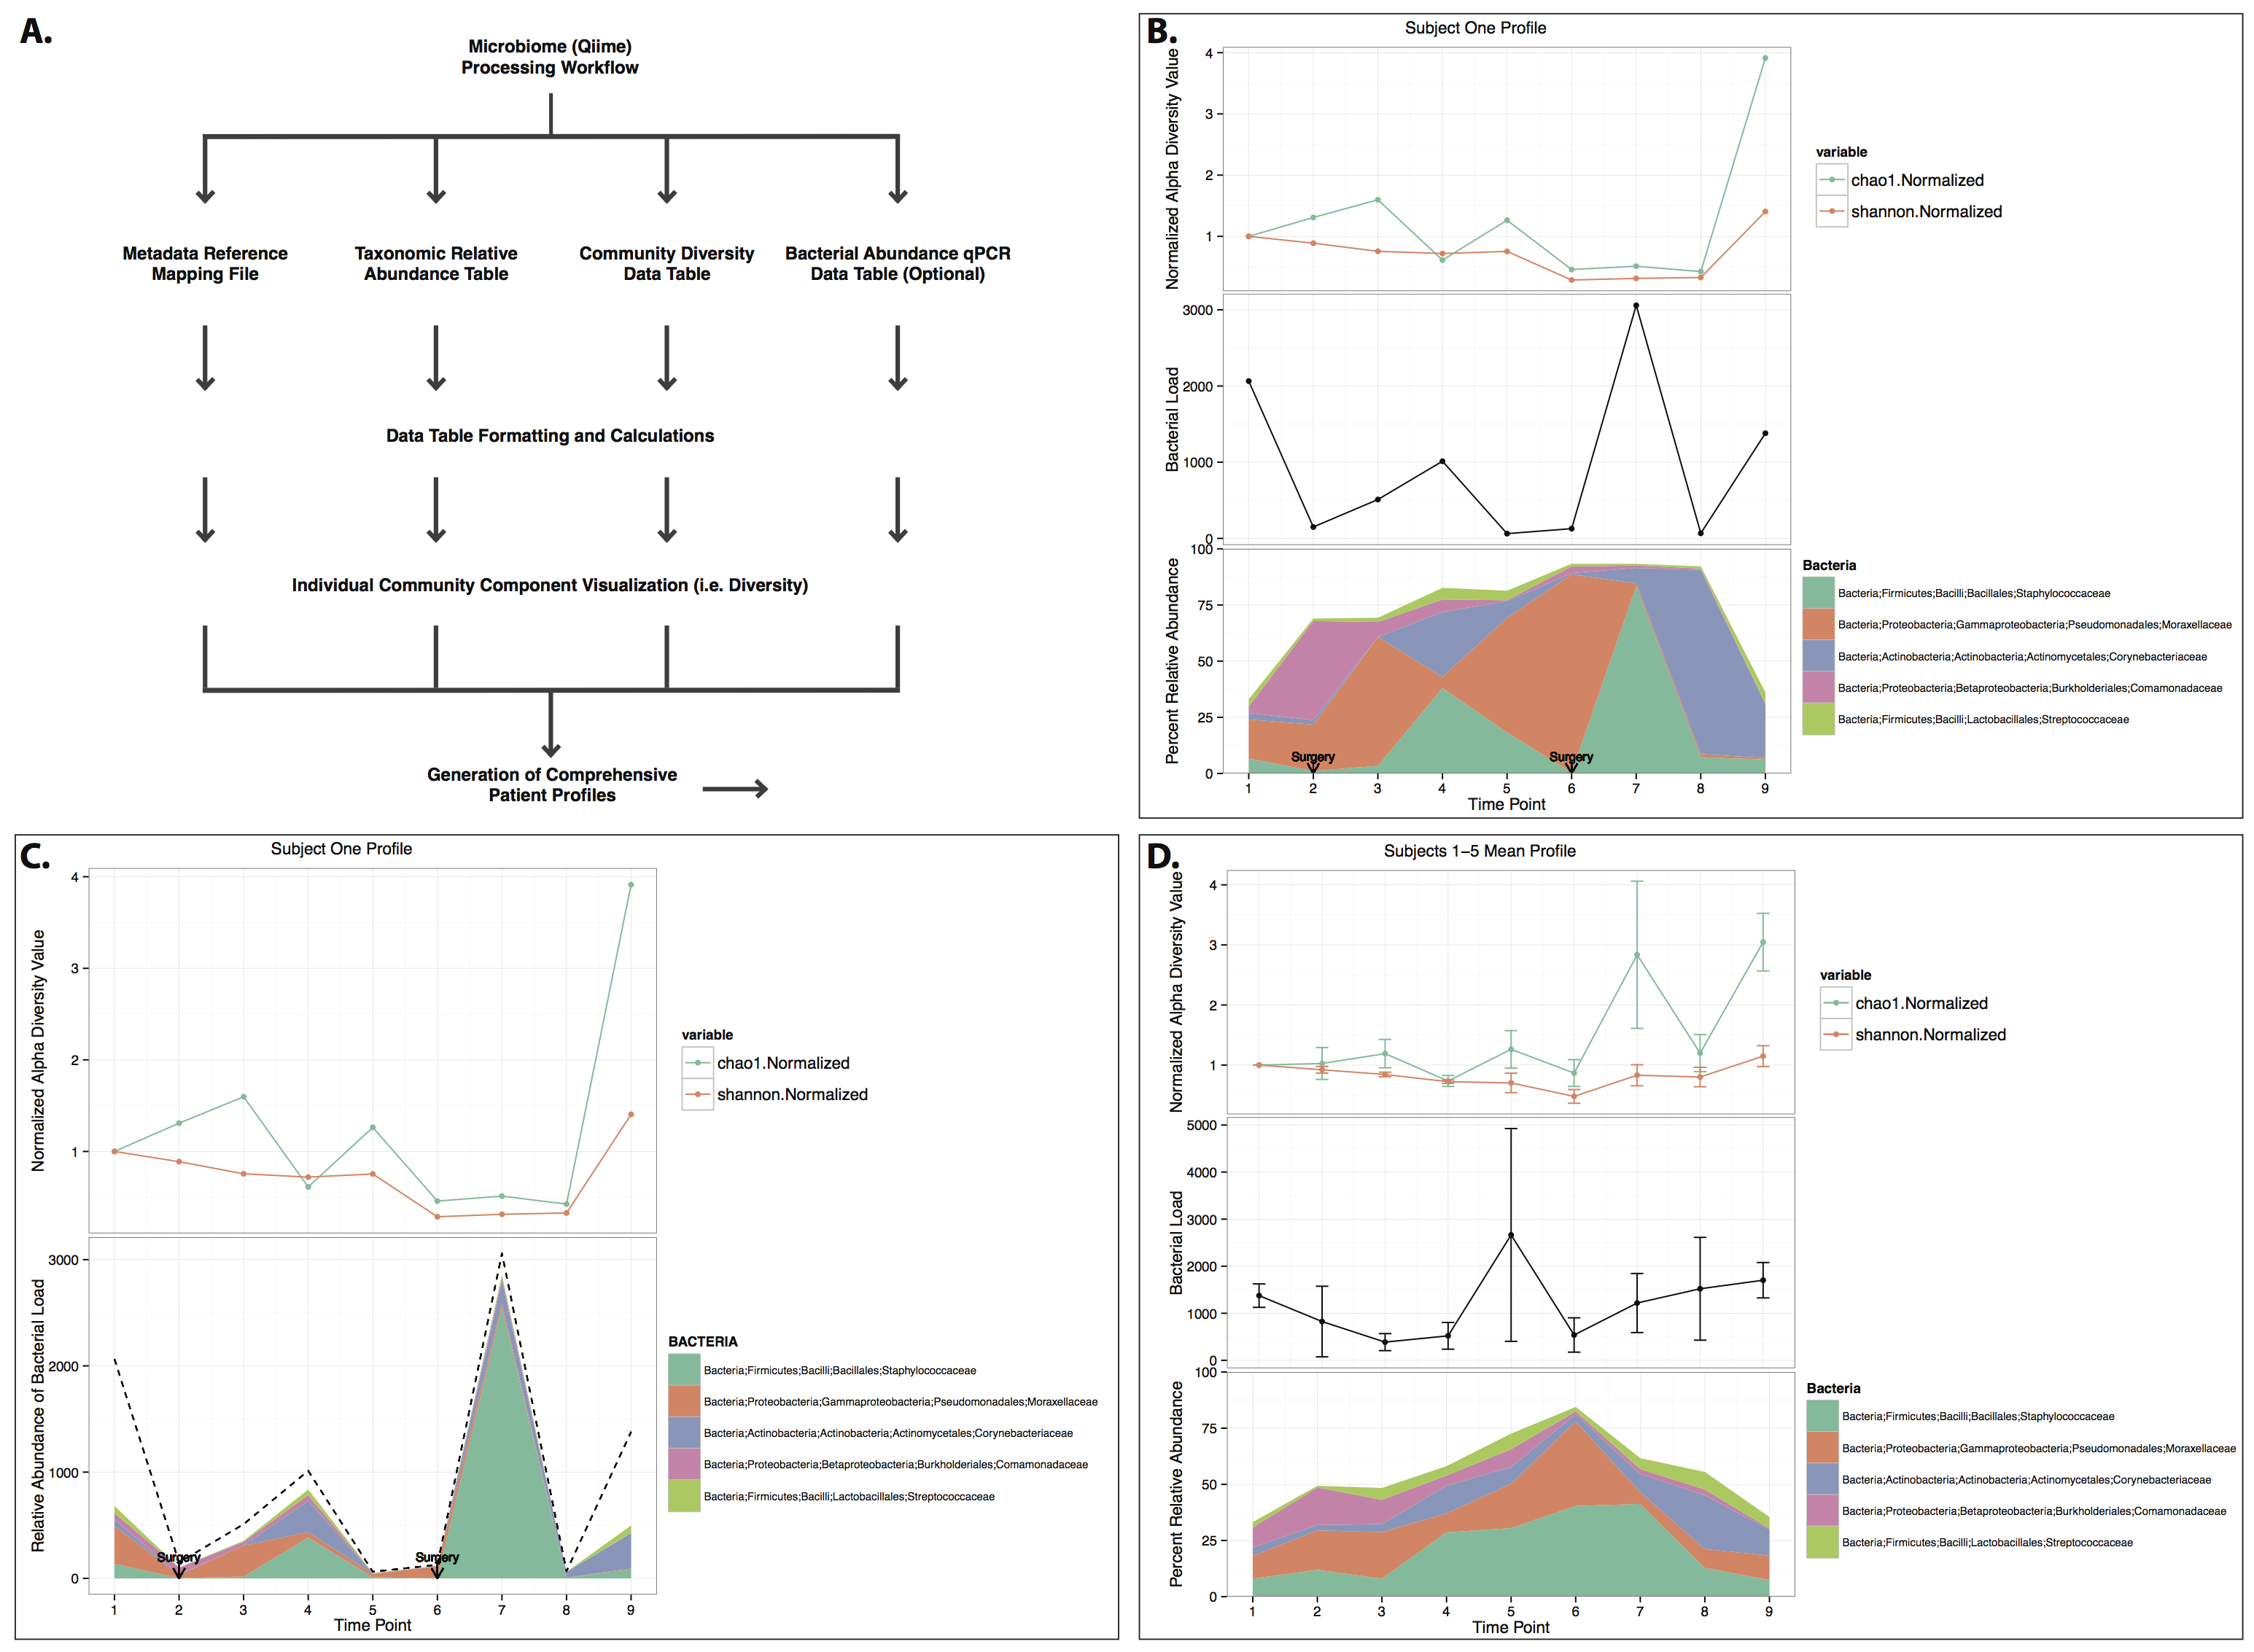 A.
Microbiome (Qiime)
Processing Workflow
Metadata Reference
Mapping File
Taxonomic Relative
Abundance Table
Community Diversity
Data Table
Bacterial Abundance qPCR
Data Table (Optional)
Data Table Formatting and Calculations
Individual Community Component Visualization (i.e. Diversity)
Generation of Comprehensive
Patient Profiles
B.
Subject One Profile
Normalized Alpha Diversity Value
4
3
2
1
variable
chao1.Normalized
shannon.Normalized
Bacterial Load
3000
2000
1000
0
Percent Relative Abundance
100
75
50
25
0
Surgery
Surgery
1 2 3 4 5 6 7 8 9
Time Point
Bacteria
Bacteria;Firmicutes;Bacilli;Bacillales;Staphylococcaceae
Bacteria;Proteobacteria;Gammaproteobacteria;Pseudomonadales;Moraxellaceae
Bacteria;Actinobacteria;Actinobacteria;Actinomycetales;Corynebacteriaceae
Bacteria;Proteobacteria;Betaproteobacteria;Burkholderiales;Comamonadaceae
Bacteria;Firmicutes;Bacilli;Lactobacillales;Streptococcaceae
C.
Subject One Profile
Normalized Alpha Diversity Value
4
3
2
1
variable
chao1.Normalized
shannon.Normalized
Relative Abundance of Bacterial Load
3000
2000
1000
0
Surgery
Surgery
1 2 3 4 5 6 7 8 9
Time Point
BACTERIA
Bacteria;Firmicutes;Bacilli;Bacillales;Staphylococcaceae
Bacteria;Proteobacteria;Gammaproteobacteria;Pseudomonadales;Moraxellaceae
Bacteria;Actinobacteria;Actinobacteria;Actinomycetales;Corynebacteriaceae
Bacteria;Proteobacteria;Betaproteobacteria;Burkholderiales;Comamonadaceae
Bacteria;Firmicutes;Bacilli;Lactobacillales;Streptococcaceae
D.
Subjects 1–5 Mean Profile
Normalized Alpha Diversity Value
4
3
2
1
variable
chao1.Normalized
shannon.Normalized
Bacterial Load
5000
4000
3000
2000
1000
0
Percent Relative Abundance
100
75
50
25
0
1 2 3 4 5 6 7 8 9
Time Point
Bacteria
Bacteria;Firmicutes;Bacilli;Bacillales;Staphylococcaceae
Bacteria;Proteobacteria;Gammaproteobacteria;Pseudomonadales;Moraxellaceae
Bacteria;Actinobacteria;Actinobacteria;Actinomycetales;Corynebacteriaceae
Bacteria;Proteobacteria;Betaproteobacteria;Burkholderiales;Comamonadaceae
Bacteria;Firmicutes;Bacilli;Lactobacillales;Streptococcaceae